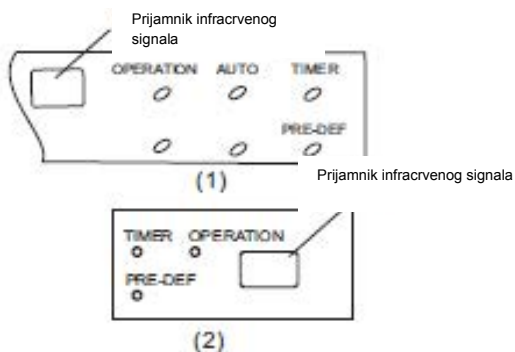 Prijamnik infracrvenog
signala
OPERATION AUTO TIMER
PRE-DEF
(1)
Prijamnik infracrvenog signala
TIMER OPERATION
PRE-DEF
(2)